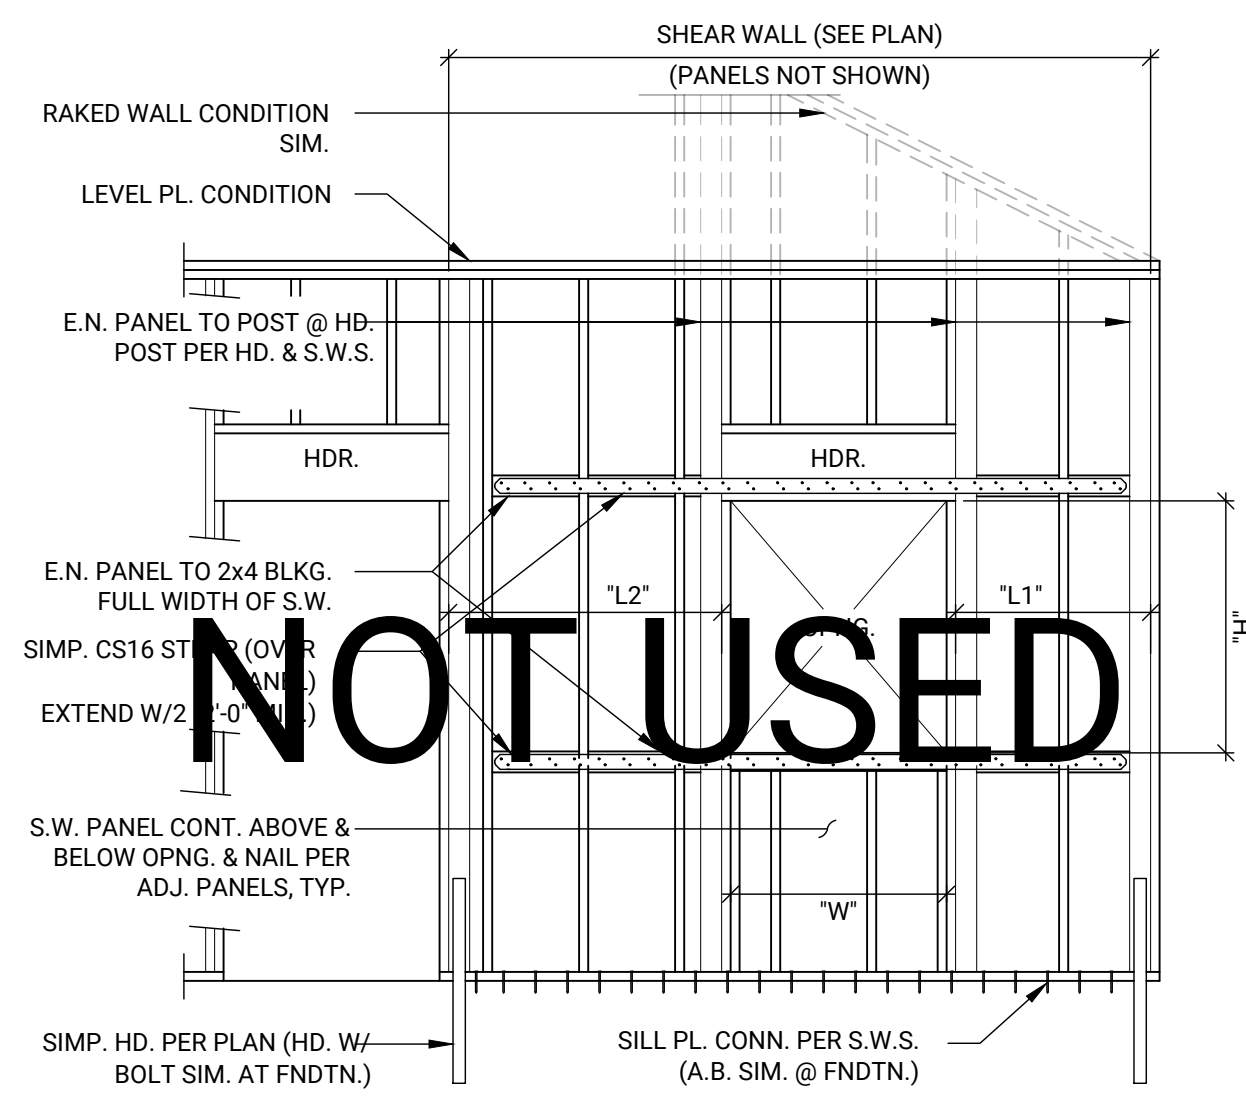 SHEAR WALL (SEE PLAN)
(PANELS NOT SHOWN)
RAKED WALL CONDITION
SIM.
LEVEL PL. CONDITION
E.N. PANEL TO POST @ HD.
POST PER HD. & S.W.S.
HDR.
HDR.
E.N. PANEL TO 2x4 BLKG.
FULL WIDTH OF S.W.
"L2"
"L1"
"H"
SIMP. CS16 (OVER
EXTEND W/2
NOT USED
S.W. PANEL CONT. ABOVE &
BELOW OPNG. & NAIL PER
ADJ. PANELS, TYP.
"W"
SIMP. HD. PER PLAN (HD. W/
BOLT SIM. AT FNDTN.)
SILL PL. CONN. PER S.W.S.
(A.B. SIM. @ FNDTN.)